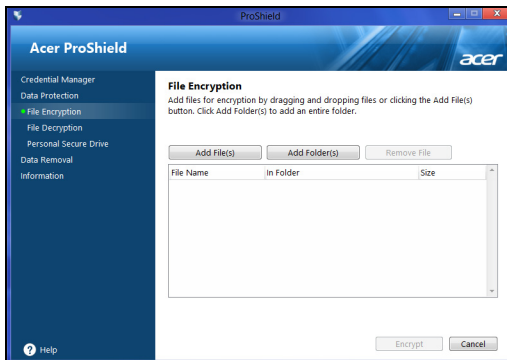 ProShield
Acer ProShield
acer
Credential Manager
Data Protection
File Encryption
File Decryption
Personal Secure Drive
Data Removal
Information
Help
File Encryption
Add files for encryption by dragging and dropping files or clicking the Add File(s)
button. Click Add Folder(s) to add an entire folder.
Add File(s) Add Folder(s) Remove File
File Name In Folder Size
Encrypt Cancel